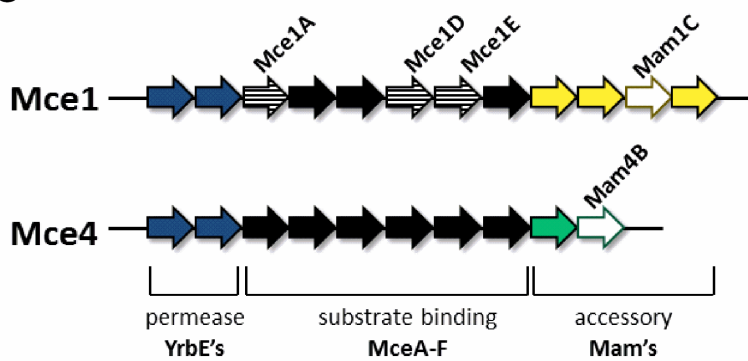 Mce1A
Mce1D
Mce1E
Mam1C
Mce1
Mam4B
Mce4
permease
substrate binding
accessory
YrbE's
MceA-F
Mam's